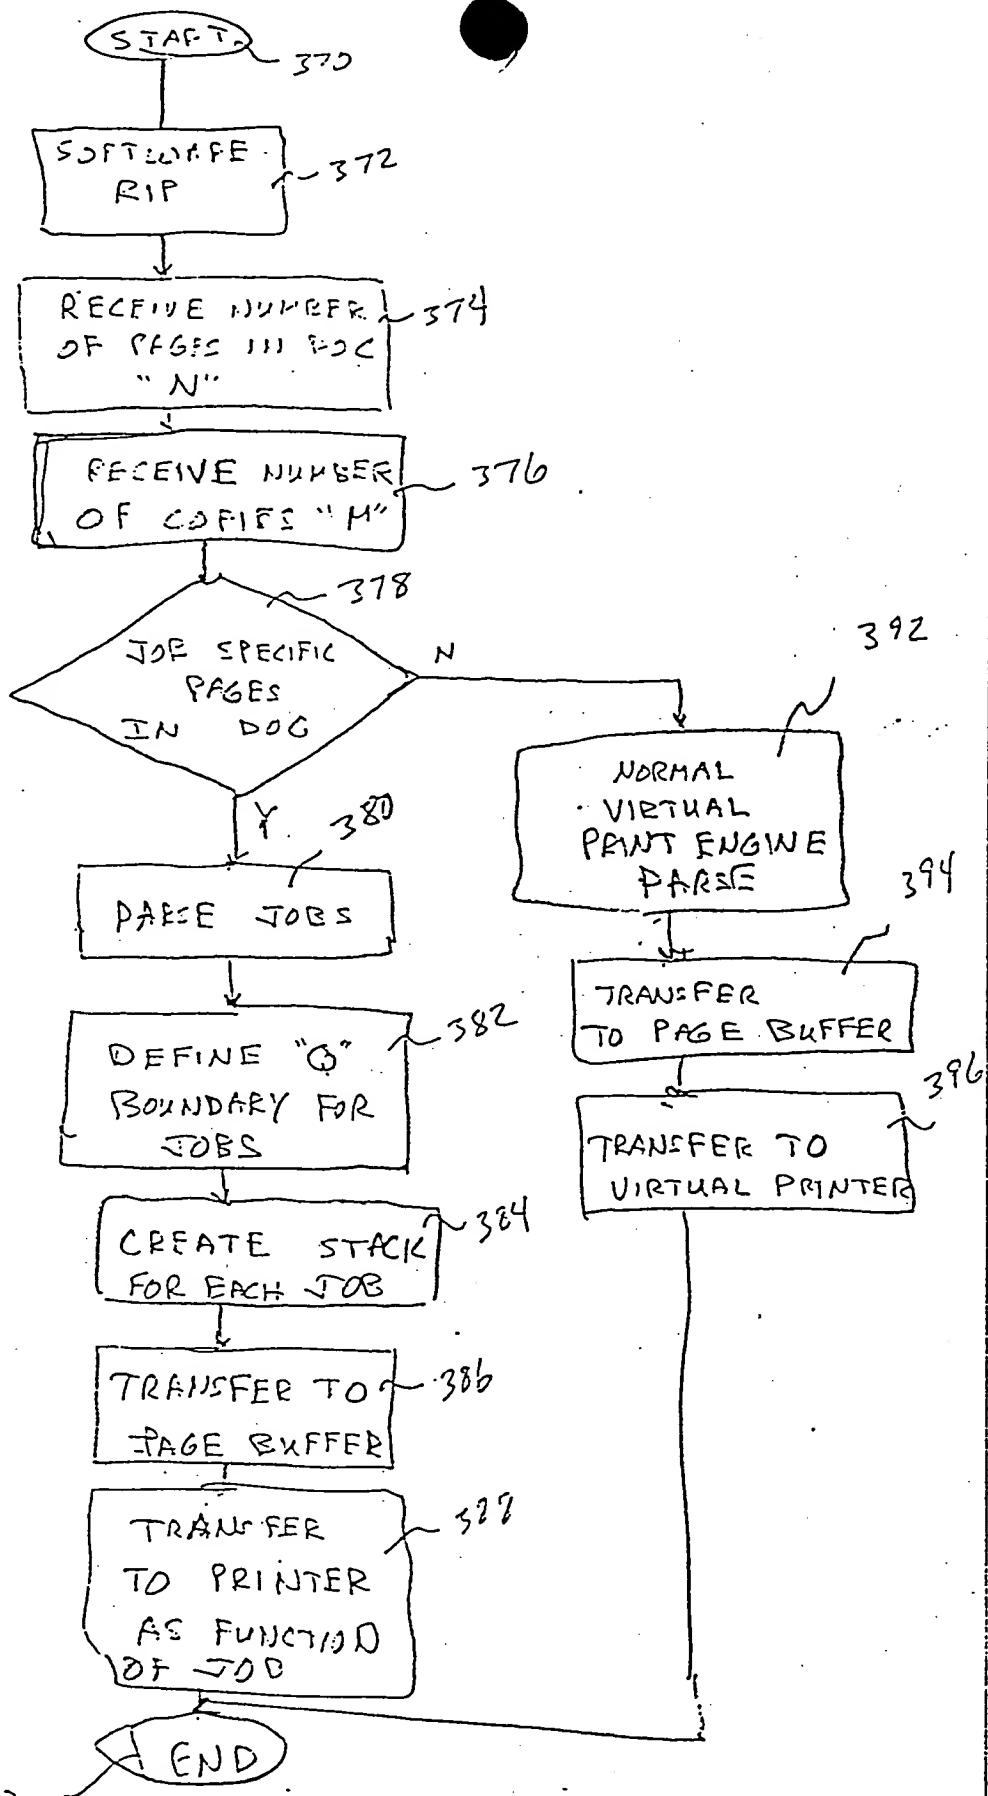 START
370
SOFTWARE
RIP
372
RECEIVE NUMBER
OF PAGES IN DOC
"N"
374
RECEIVE NUMBER
OF COPIES "M"
376
378
JOB SPECIFIC
PAGES
IN DOC
N
Y
392
NORMAL
VIRTUAL
PRINT ENGINE
PARSE
380
PARSE JOBS
394
TRANSFER
TO PAGE BUFFER
382
DEFINE "Q"
BOUNDARY FOR
JOBS
396
TRANSFER TO
VIRTUAL PRINTER
384
CREATE STACK
FOR EACH JOB
386
TRANSFER TO
PAGE BUFFER
388
TRANSFER
TO PRINTER
AS FUNCTION
OF JOB
END